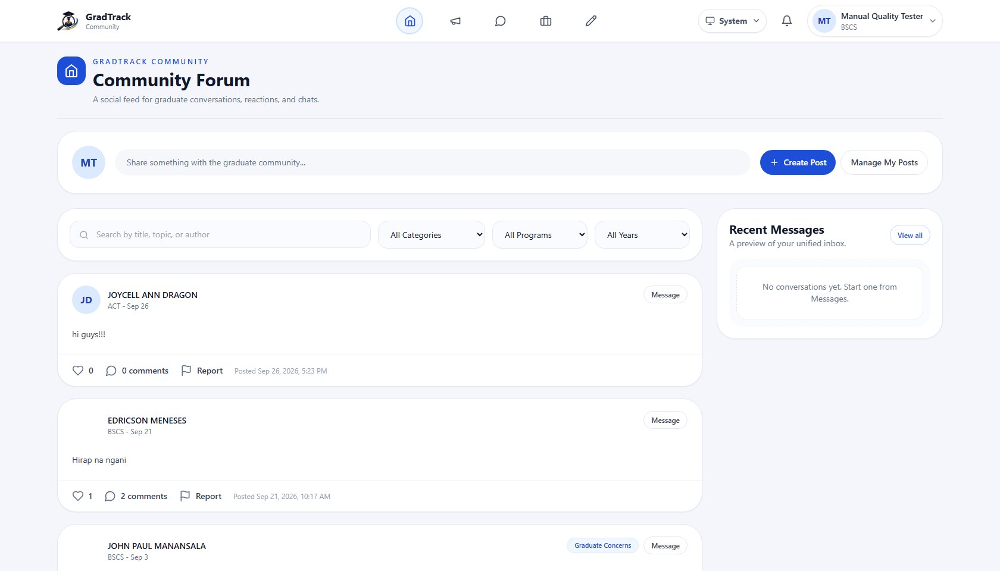 GradTrack
Community
System
MT
Manual Quality Tester
BSCS
GRADTRACK COMMUNITY
Community Forum
A social feed for graduate conversations, reactions, and chats.
MT
Share something with the graduate community...
Create Post
Manage My Posts
Search by title, topic, or author
All Categories
All Programs
All Years
Recent Messages
A preview of your unified inbox.
View all
No conversations yet. Start one from
Messages.
JD
JOYCELL ANN DRAGON
ACT - Sep 26
Message
hi guys!!!
0
0 comments
Report
Posted Sep 26, 2026, 5:23 PM
EDRICSON MENESES
BSCS - Sep 21
Message
Hirap na ngani
1
2 comments
Report
Posted Sep 21, 2026, 10:17 AM
JOHN PAUL MANANSALA
BSCS - Sep 3
Graduate Concerns
Message